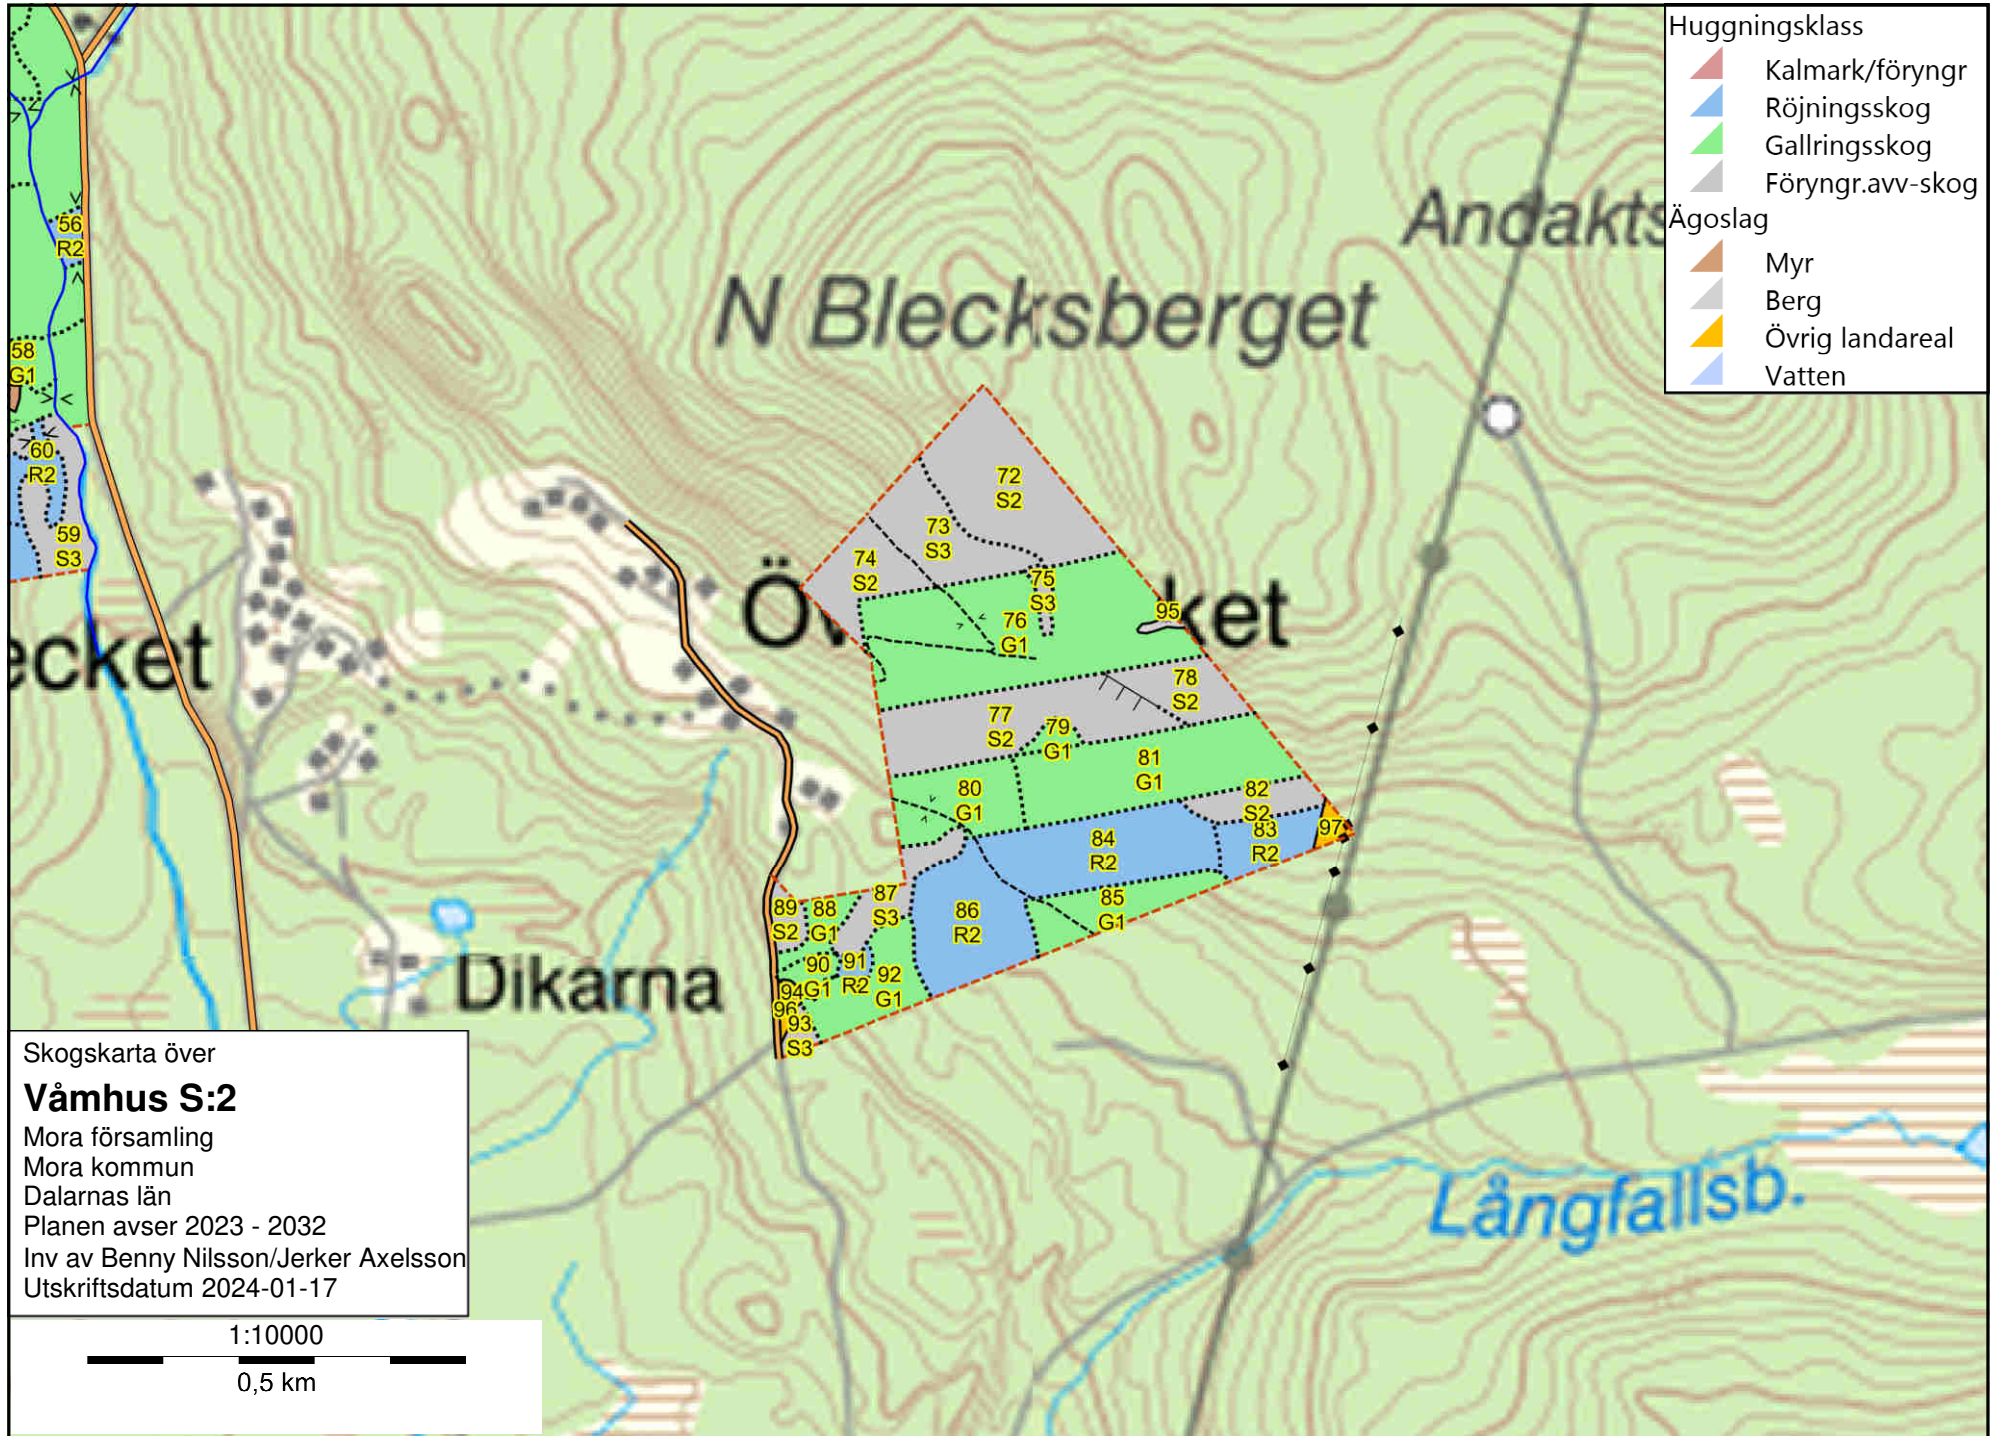 Huggningsklass
Kalmark/föryngr
Röjningsskog
Gallringsskog
Föryngr.avv-skog
Ägoslag
Myr
Berg
Övrig landareal
Vatten
Andakts
N Blecksberget
56
R2
58
G1
60
R2
59
S3
72
S2
73
S3
74
S2
75
S3
76
G1
95
Öv
ket
ecket
78
S2
77
S2
79
G1
81
G1
80
G1
82
S2
83
R2
97
84
R2
85
G1
86
R2
87
S3
88
G1
89
S2
90
G1
91
R2
92
G1
94
96
93
S3
Dikarna
Långfallsb.
Skogskarta över
Våmhus S:2
Mora församling
Mora kommun
Dalarnas län
Planen avser 2023 - 2032
Inv av Benny Nilsson/Jerker Axelsson
Utskriftsdatum 2024-01-17
1:10000
0,5 km